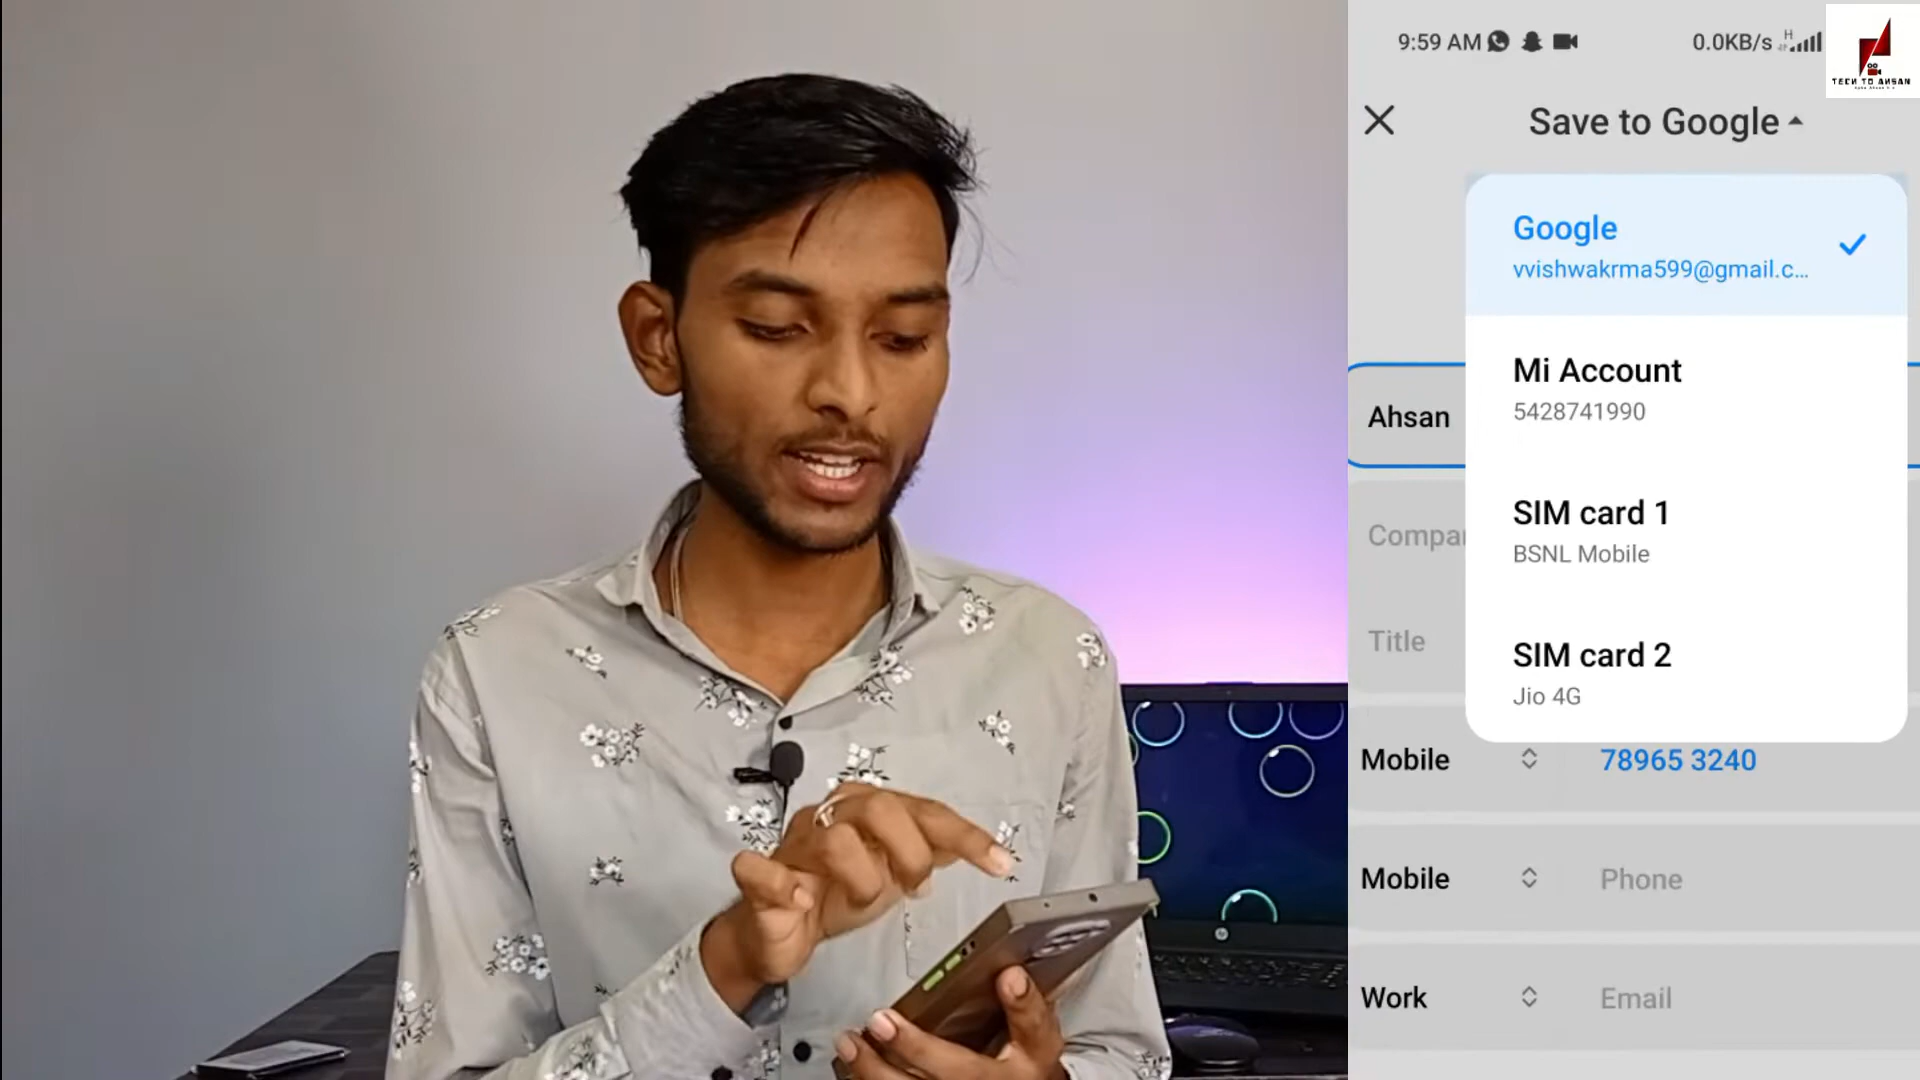 9:59 AM
0.0KB/s
H
TECH TO AHSAN
Save to Google
Google
vvishwakrma599@gmail.c...
Mi Account
5428741990
Ahsan
SIM card 1
BSNL Mobile
Compar
SIM card 2
Jio 4G
Title
Mobile
78965 3240
Mobile
Phone
Work
Email